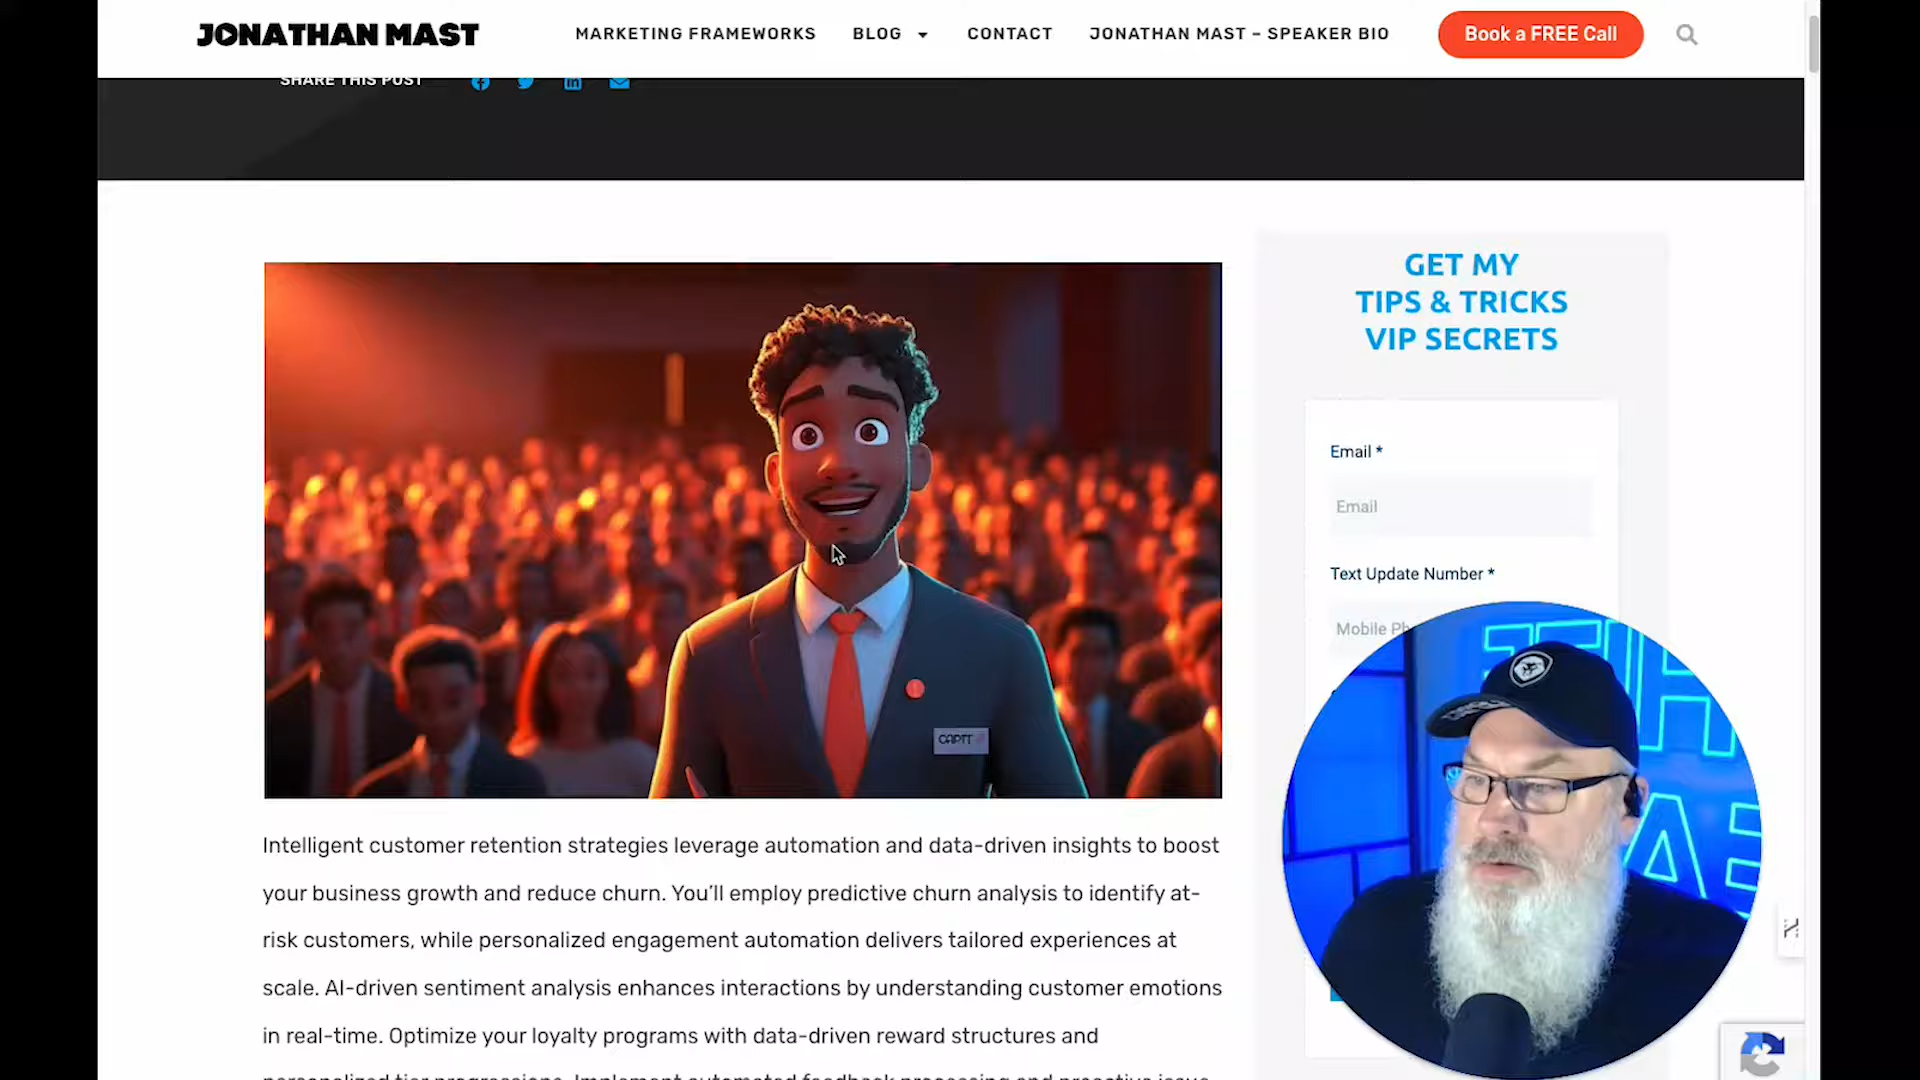 JONATHAN MAST
MARKETING FRAMEWORKS
BLOG
CONTACT
JONATHAN MAST – SPEAKER BIO
Book a FREE Call
SHARE THIS POST
GET MY
TIPS & TRICKS
VIP SECRETS
Email *
Email
Text Update Number *
Mobile
Intelligent customer retention strategies leverage automation and data-driven insights to boost
your business growth and reduce churn. You’ll employ predictive churn analysis to identify at-
risk customers, while personalized engagement automation delivers tailored experiences at
scale. AI-driven sentiment analysis enhances interactions by understanding customer emotions
in real-time. Optimize your loyalty programs with data-driven reward structures and